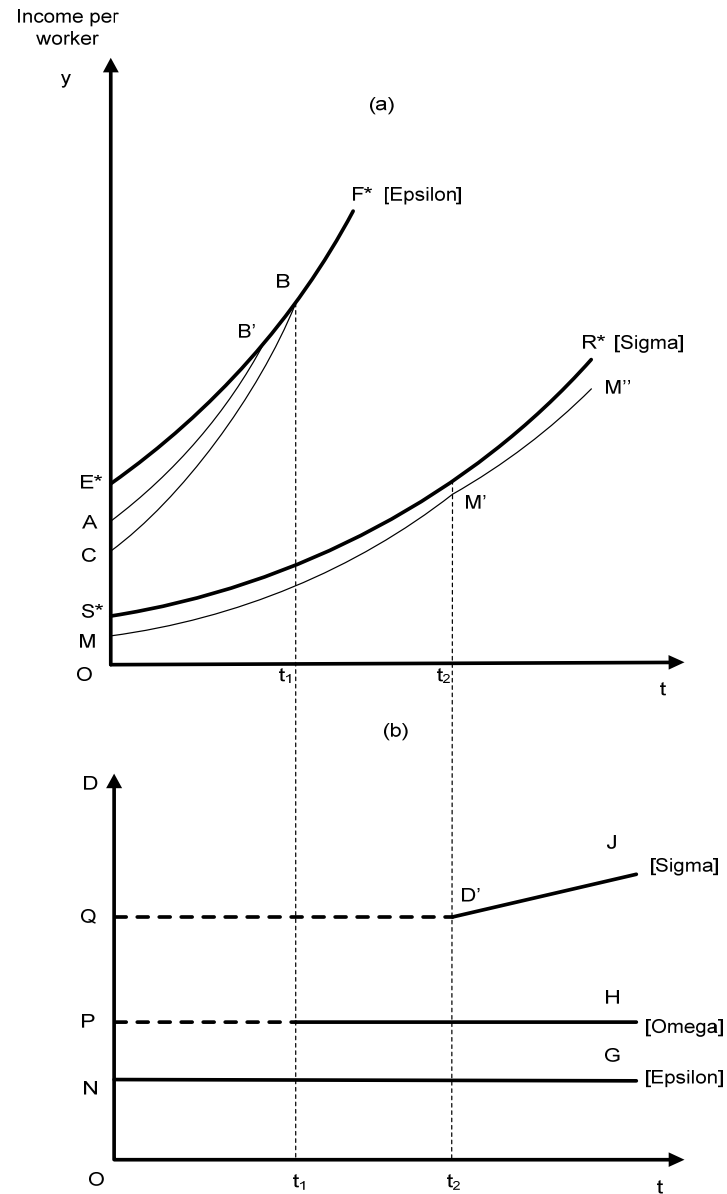 Income per
worker
y
(a)
F* [Epsilon]
B
B’
R* [Sigma]
M’’
E*
A
C
M’
S*
M
O
t1
t2
t
(b)
D
J
[Sigma]
D’
Q
H
P
[Omega]
G
N
[Epsilon]
O
t1
t2
t